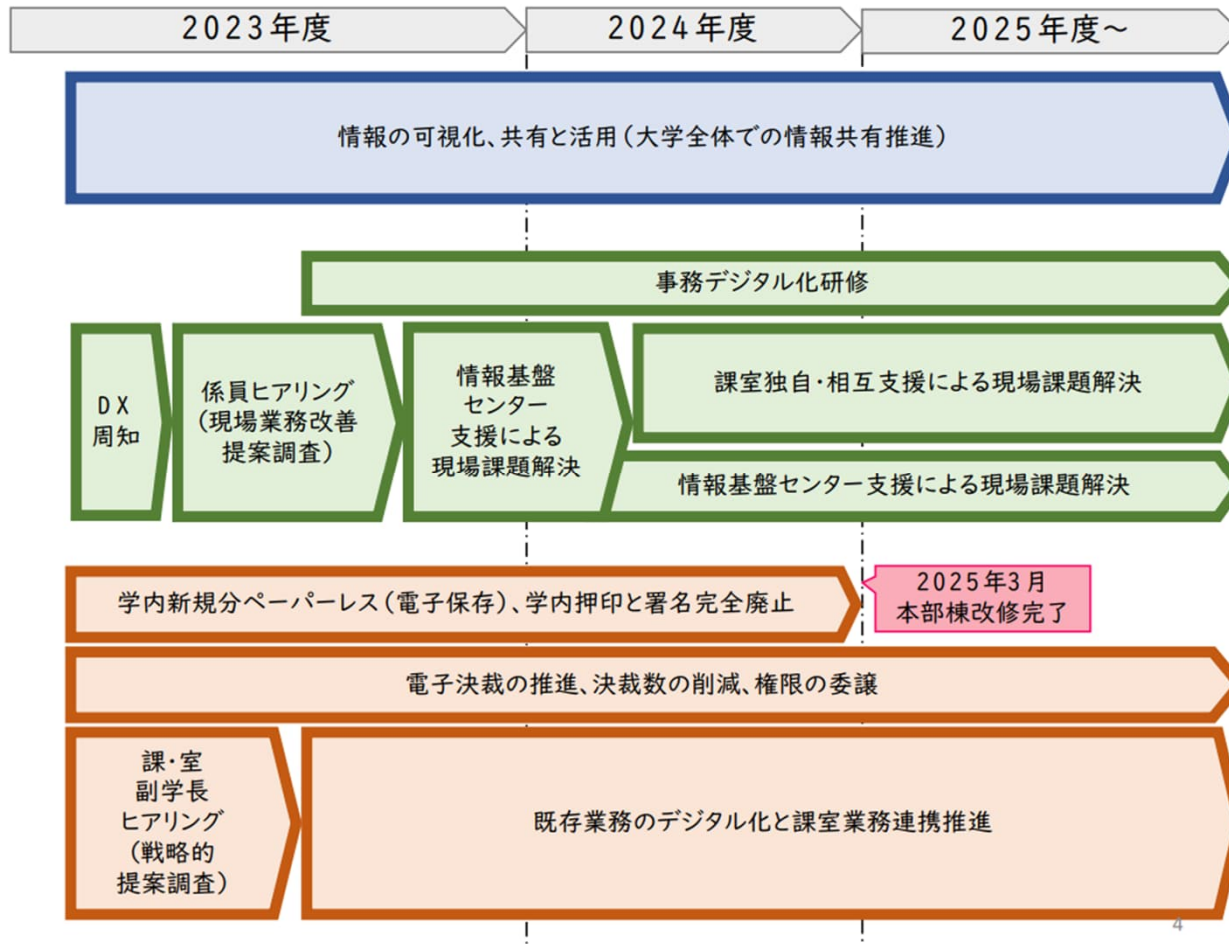 2023年度
2024年度
2025年度～
情報の可視化、共有と活用（大学全体での情報共有推進）
事務デジタル化研修
DX
周知
係員ヒアリング
（現場業務改善
提案調査）
情報基盤
センター
支援による
現場課題解決
課室独自・相互支援による現場課題解決
情報基盤センター支援による現場課題解決
学内新規分ペーパーレス（電子保存）、学内押印と署名完全廃止
2025年3月
本部棟改修完了
電子決裁の推進、決裁数の削減、権限の委譲
課・室
副学長
ヒアリング
（戦略的
提案調査）
既存業務のデジタル化と課室業務連携推進
4